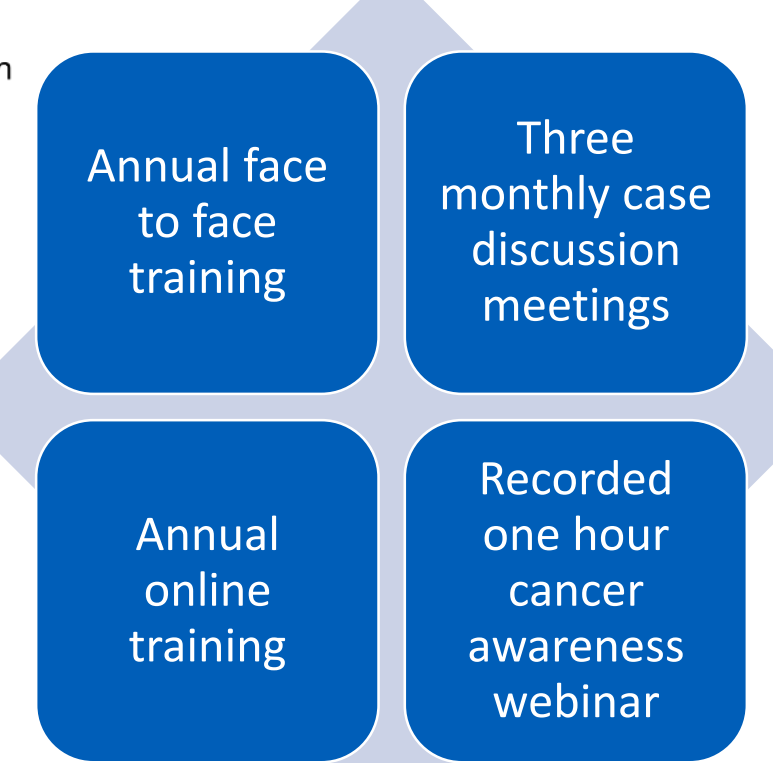 n
Annual face
to face
training
Three
monthly case
discussion
meetings
Annual
online
training
Recorded
one hour
cancer
awareness
webinar